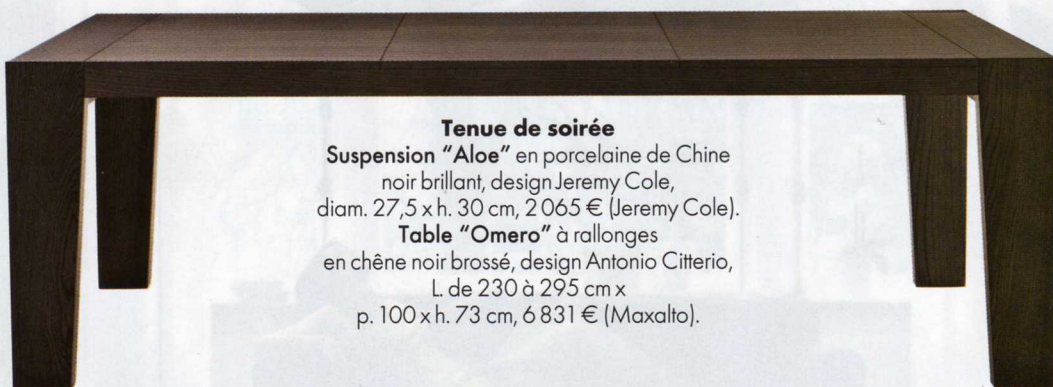 Tenue de soirée
Suspension “Aloe” en porcelaine de Chine
noir brillant, design Jeremy Cole,
diam. 27,5 x h. 30 cm, 2 065 € (Jeremy Cole).
Table “Omero” à rallonges
en chêne noir brossé, design Antonio Citterio,
L. de 230 à 295 cm x
p. 100 x h. 73 cm, 6 831 € (Maxalto).